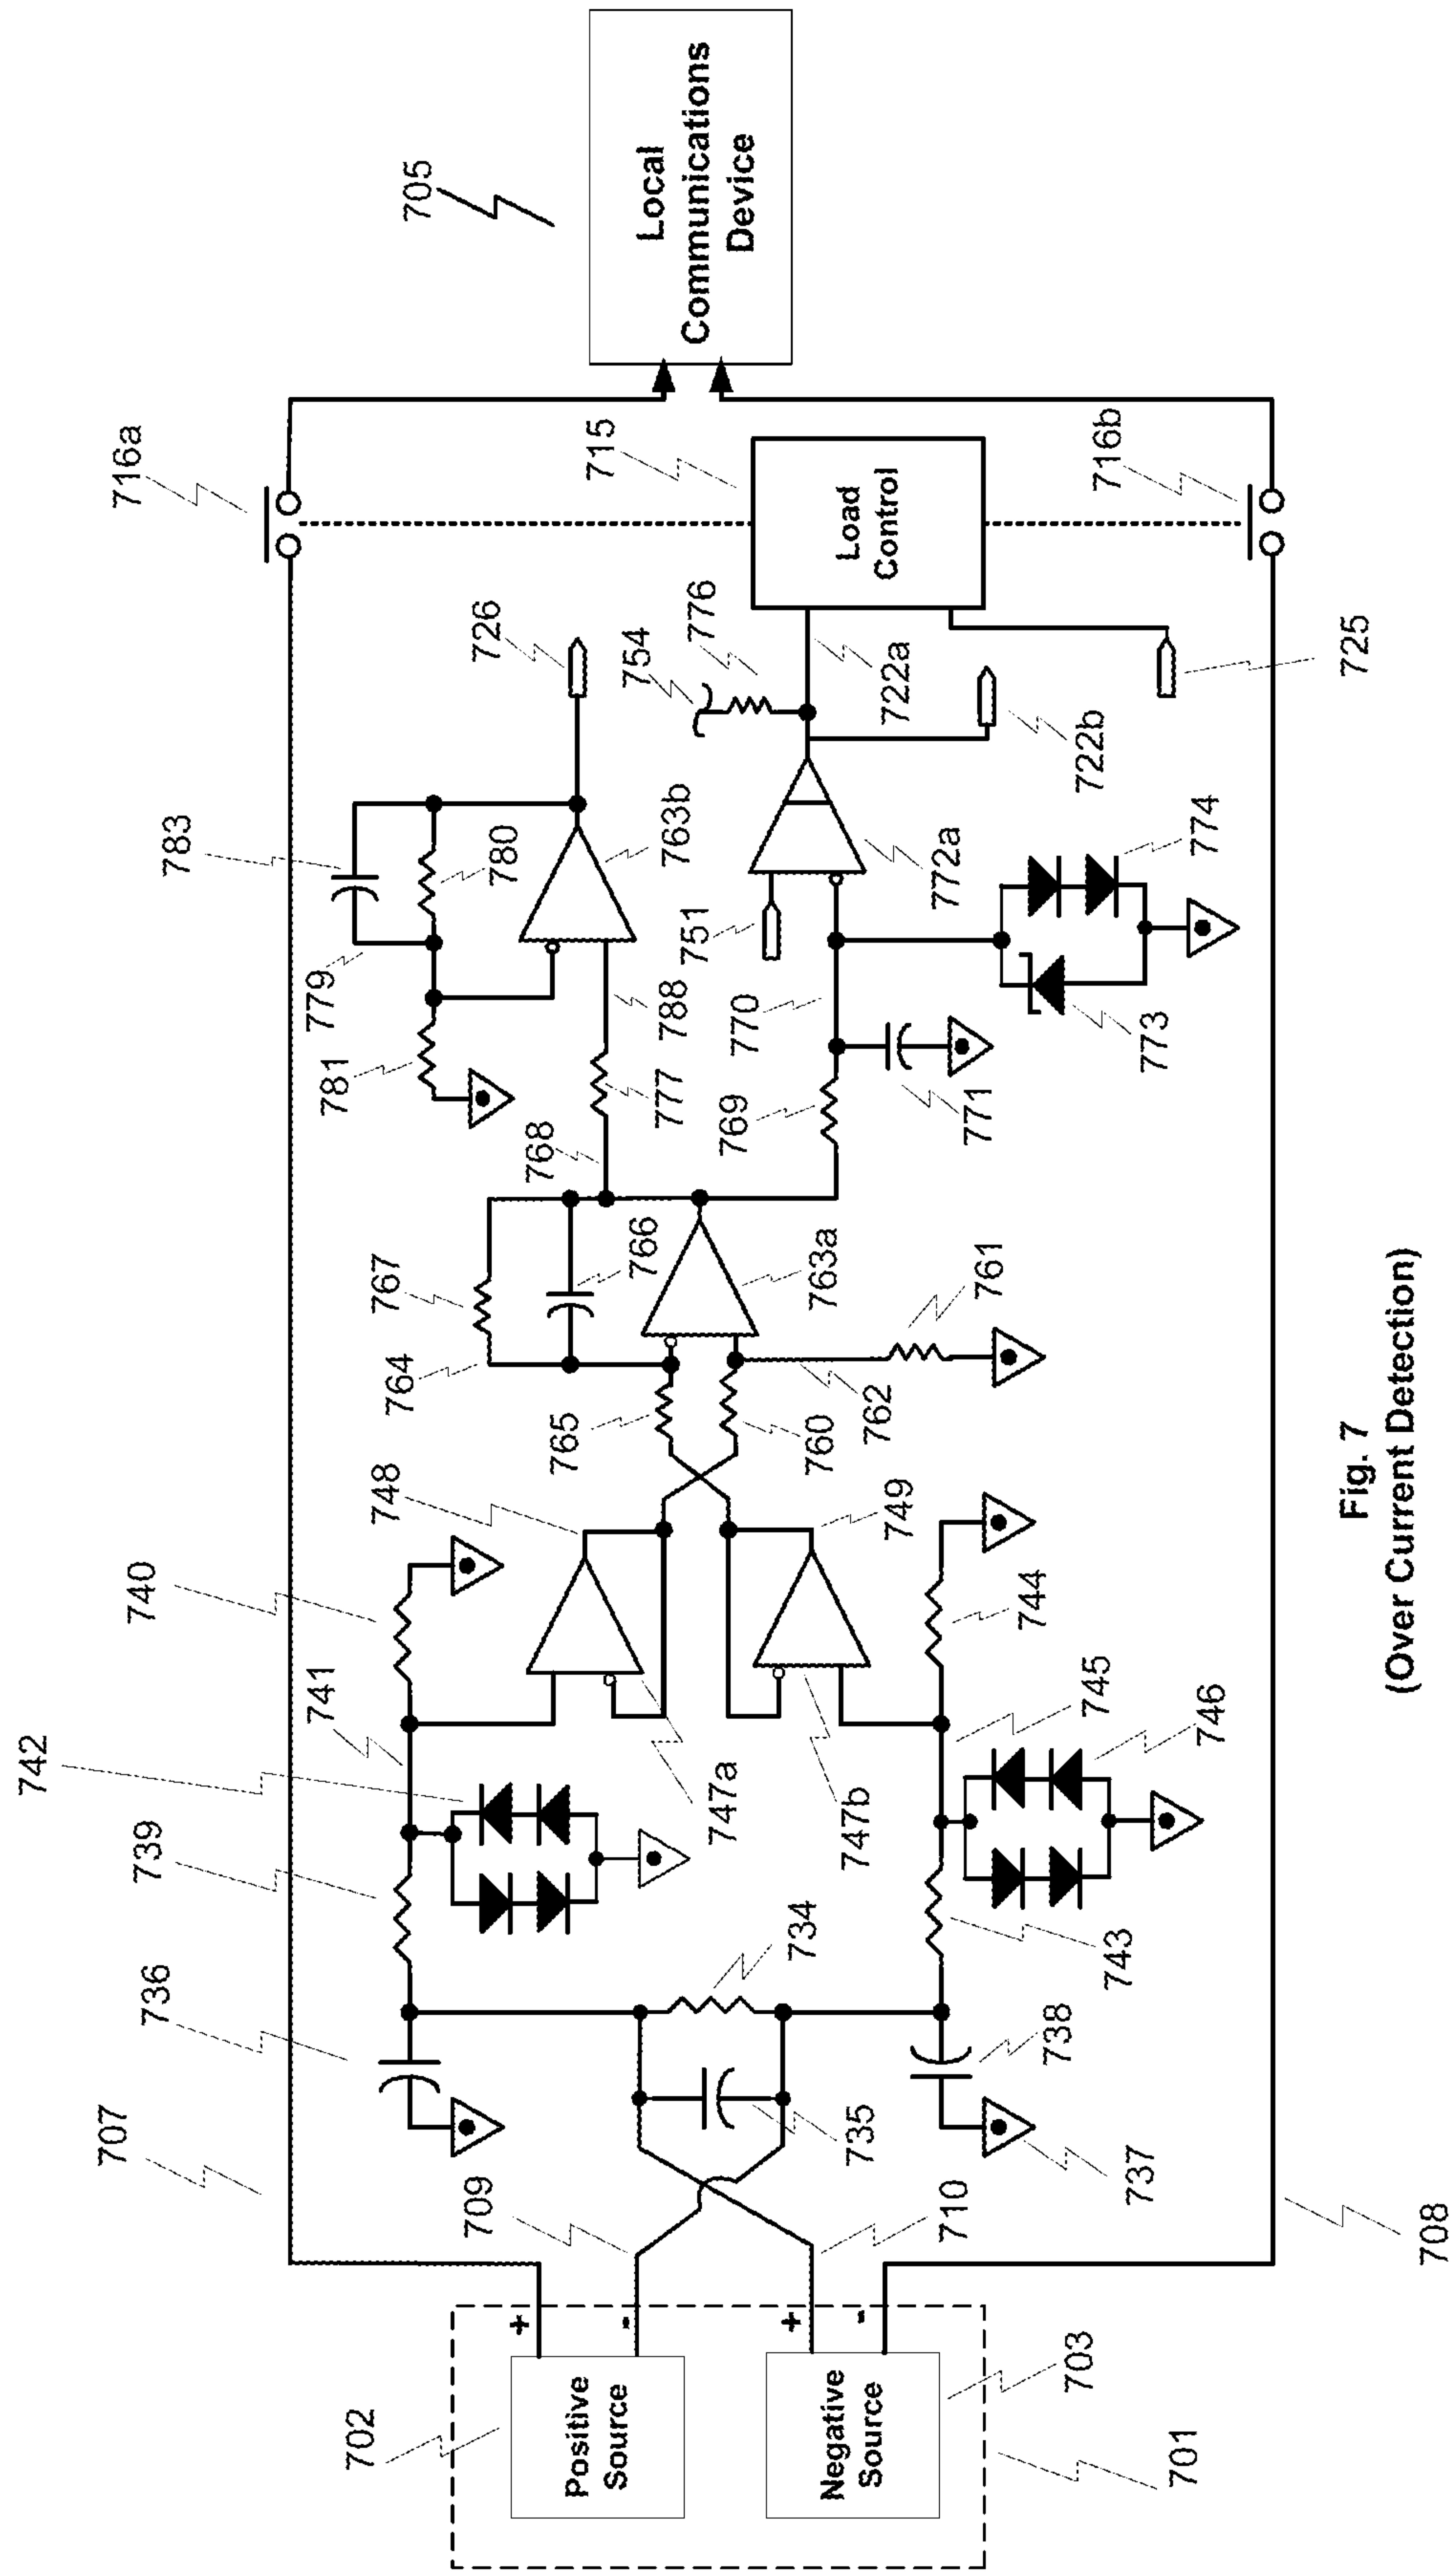 707
736
739
742
741
740
748
716a
705
783
779
781
780
763b
726
767
764
766
768
777
788
754
776
715
Local
Communications
Device
702
Positive
Source
+
-
709
734
735
747a
765
760
762
763a
761
769
770
771
751
772a
773
774
722a
722b
Load
Control
716b
725
Negative
Source
+
-
703
701
710
737
738
743
747b
745
746
744
749
708
Fig. 7
(Over Current Detection)